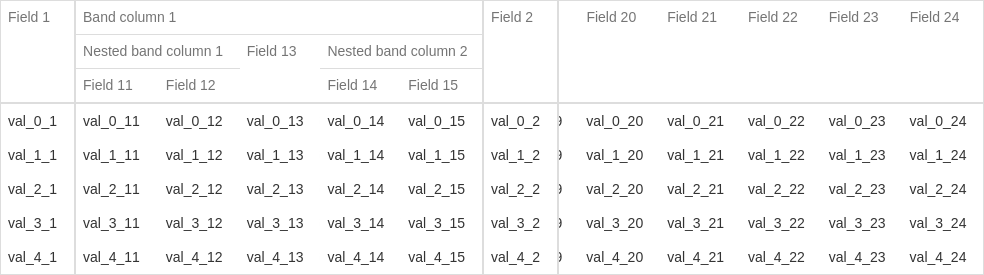 Field 1 Band column 1 Field 2 Field 20 Field 21 Field 22 Field 23 Field 24
Nested band column 1 Field 13 Nested band column 2
Field 11 Field 12 Field 14 Field 15
val_0_1 val_0_11 val_0_12 val_0_13 val_0_14 val_0_15 val_0_2 9 val_0_20 val_0_21 val_0_22 val_0_23 val_0_24
val_1_1 val_1_11 val_1_12 val_1_13 val_1_14 val_1_15 val_1_2 9 val_1_20 val_1_21 val_1_22 val_1_23 val_1_24
val_2_1 val_2_11 val_2_12 val_2_13 val_2_14 val_2_15 val_2_2 9 val_2_20 val_2_21 val_2_22 val_2_23 val_2_24
val_3_1 val_3_11 val_3_12 val_3_13 val_3_14 val_3_15 val_3_2 9 val_3_20 val_3_21 val_3_22 val_3_23 val_3_24
val_4_1 val_4_11 val_4_12 val_4_13 val_4_14 val_4_15 val_4_2 9 val_4_20 val_4_21 val_4_22 val_4_23 val_4_24